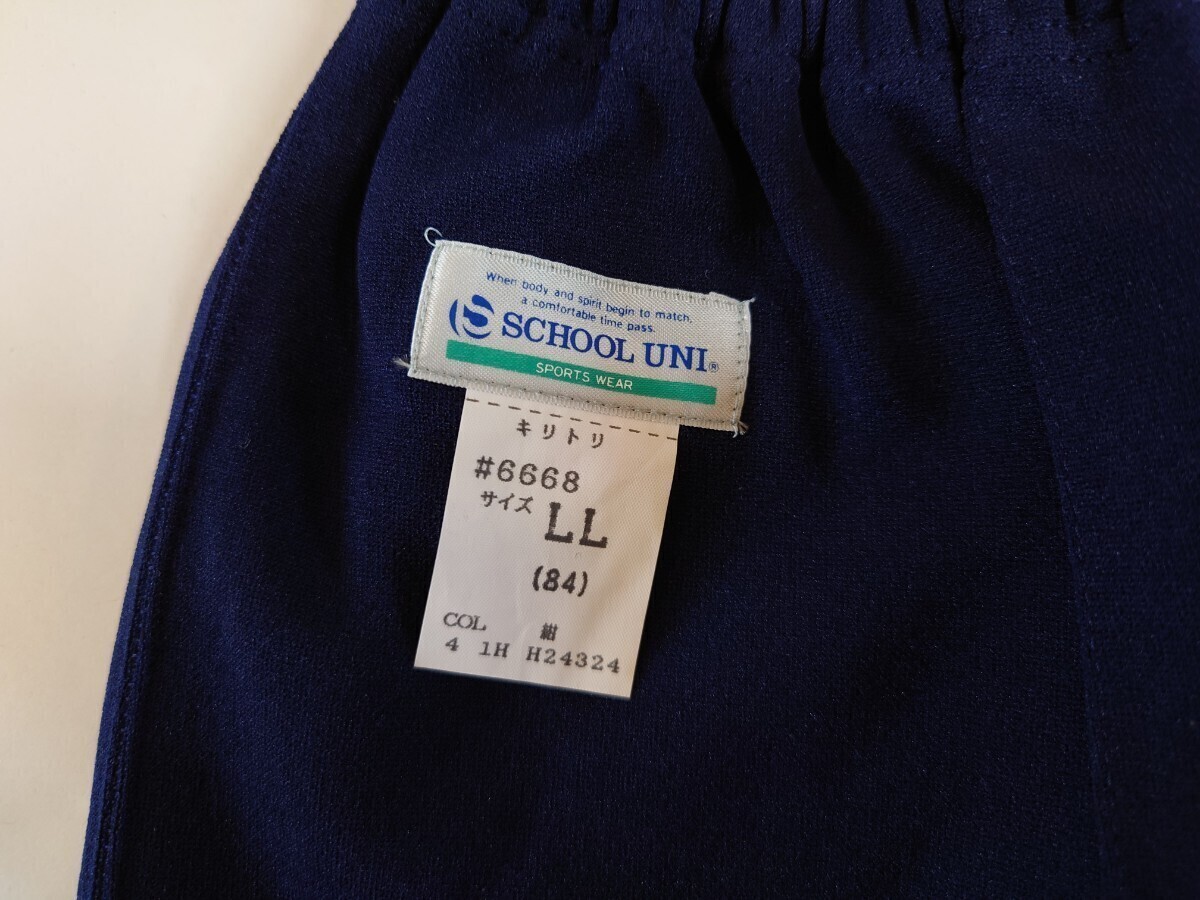 When body and spirit begin to match,
a comfortable time pass.
S SCHOOL UNI®
SPORTS WEAR
キリトリ
#6668
サイズ LL
(84)
COL 紺
4 1H H24324